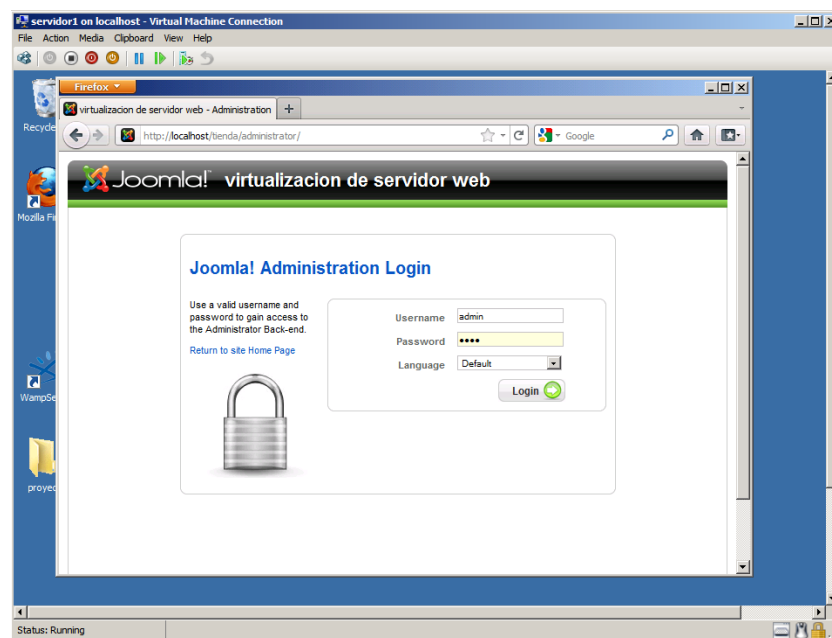 servidor1 on localhost - Virtual Machine Connection
File Action Media Clipboard View Help
Firefox
virtualizacion de servidor web - Administration
http://localhost/tienda/administrator/
Google
Recycle
Mozilla Fir
WampSe
proyec
Joomla! virtualizacion de servidor web
Joomla! Administration Login
Use a valid username and
password to gain access to
the Administrator Back-end.
Return to site Home Page
Username admin
Password ••••
Language Default
Login
Status: Running